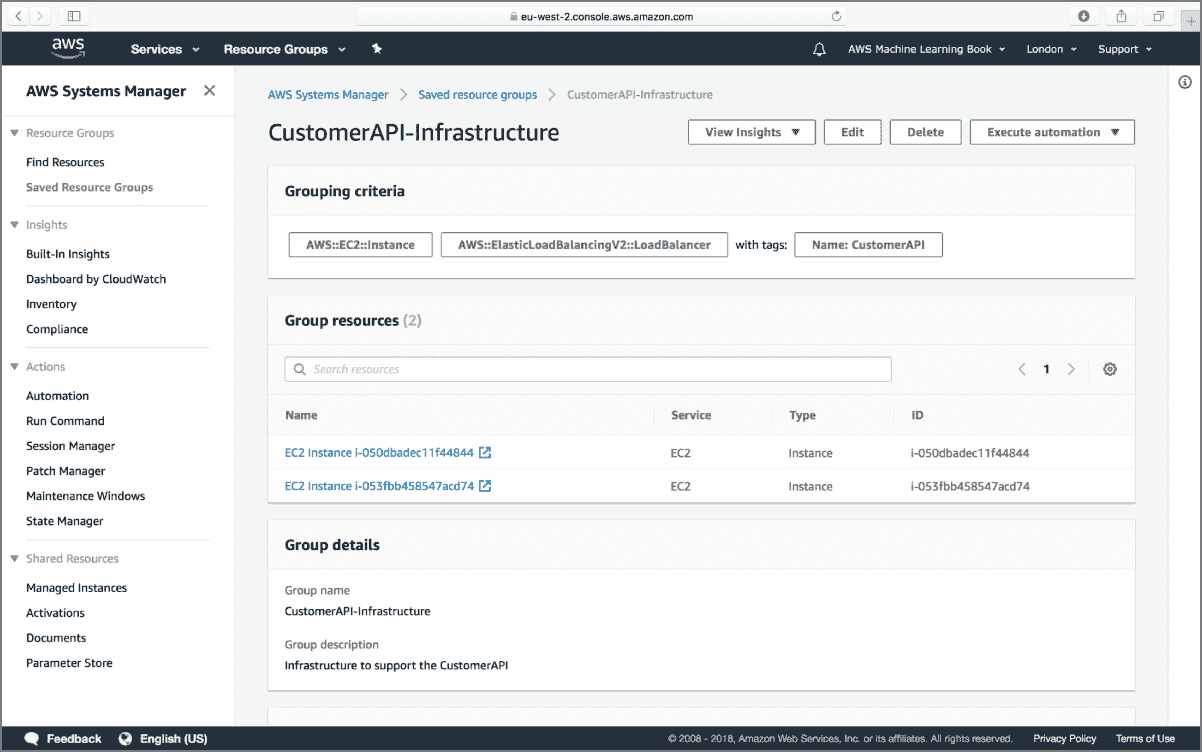 eu-west-2.console.aws.amazon.com
aws Services Resource Groups AWS Machine Learning Book London Support
AWS Systems Manager
Resource Groups
Find Resources
Saved Resource Groups
Insights
Built-In Insights
Dashboard by CloudWatch
Inventory
Compliance
Actions
Automation
Run Command
Session Manager
Patch Manager
Maintenance Windows
State Manager
Shared Resources
Managed Instances
Activations
Documents
Parameter Store
AWS Systems Manager > Saved resource groups > CustomerAPI-Infrastructure
CustomerAPI-Infrastructure View Insights Edit Delete Execute automation
Grouping criteria
AWS::EC2::Instance AWS::ElasticLoadBalancingV2::LoadBalancer with tags: Name: CustomerAPI
Group resources (2)
Search resources 1
Name Service Type ID
EC2 Instance i-050dbadec11f44844 EC2 Instance i-050dbadec11f44844
EC2 Instance i-053fbb458547acd74 EC2 Instance i-053fbb458547acd74
Group details
Group name
CustomerAPI-Infrastructure
Group description
Infrastructure to support the CustomerAPI
Feedback English (US) © 2008 - 2018, Amazon Web Services, Inc. or its affiliates. All rights reserved. Privacy Policy Terms of Use